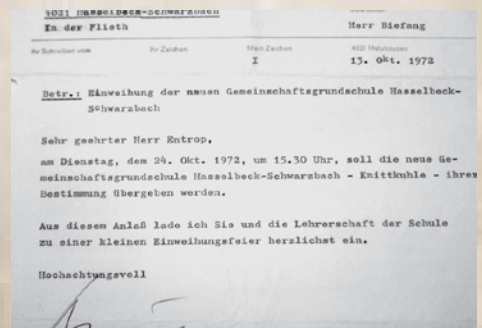 4021 Hasselbeck-Schwarzbach
In der Flieth
Herr Biefang
Ihr Schreiben vom Ihr Zeichen Mein Zeichen 4021 Metzkausen
I 13. Okt. 1972
Betr.: Einweihung der neuen Gemeinschaftsgrundschule Hasselbeck-
Schwarzbach
Sehr geehrter Herr Entrop,
am Dienstag, dem 24. Okt. 1972, um 15.30 Uhr, soll die neue Ge-
meinschaftsgrundschule Hasselbeck-Schwarzbach - Knittkuhle - ihrer
Bestimmung übergeben werden.
Aus diesem Anlaß lade ich Sie und die Lehrerschaft der Schule
zu einer kleinen Einweihungsfeier herzlichst ein.
Hochachtungsvoll